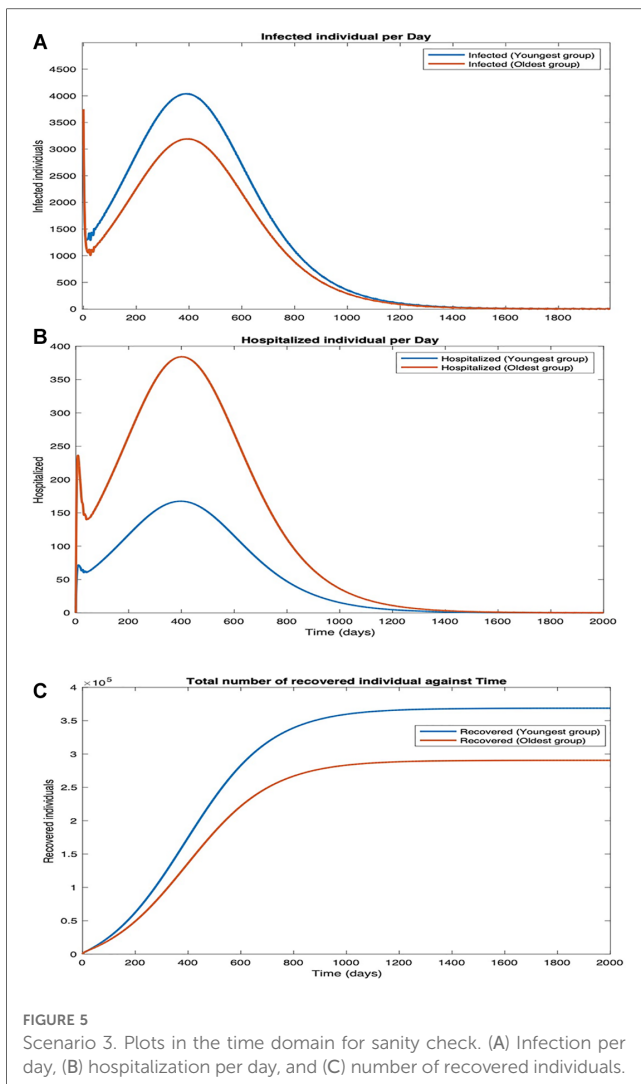 A
Infected individual per Day
Infected (Youngest group)
Infected (Oldest group)
4500
4000
3500
3000
2500
2000
1500
1000
500
0
Infected individuals
0 200 400 600 800 1000 1200 1400 1600 1800
B
Hospitalized individual per Day
Hospitalized (Youngest group)
Hospitalized (Oldest group)
400
350
300
250
200
150
100
50
0
Hospitalized
0 200 400 600 800 1000 1200 1400 1600 1800 2000
Time (days)
C
×10^5
Total number of recovered individual against Time
Recovered (Youngest group)
Recovered (Oldest group)
4
3.5
3
2.5
2
1.5
1
0.5
0
Recovered individuals
0 200 400 600 800 1000 1200 1400 1600 1800 2000
Time (days)
FIGURE 5
Scenario 3. Plots in the time domain for sanity check. (A) Infection per
day, (B) hospitalization per day, and (C) number of recovered individuals.